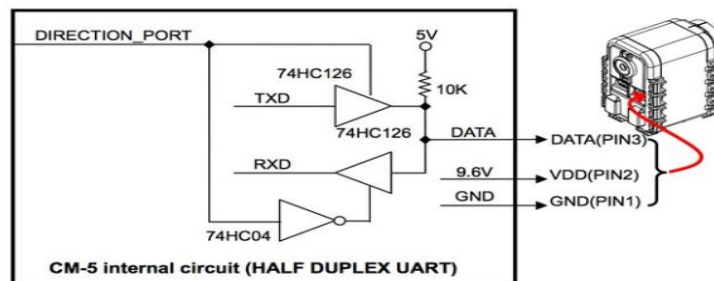 DIRECTION_PORT
5V
74HC126
10K
TXD
74HC126
DATA
DATA(PIN3)
RXD
9.6V
VDD(PIN2)
GND
GND(PIN1)
74HC04
CM-5 internal circuit (HALF DUPLEX UART)